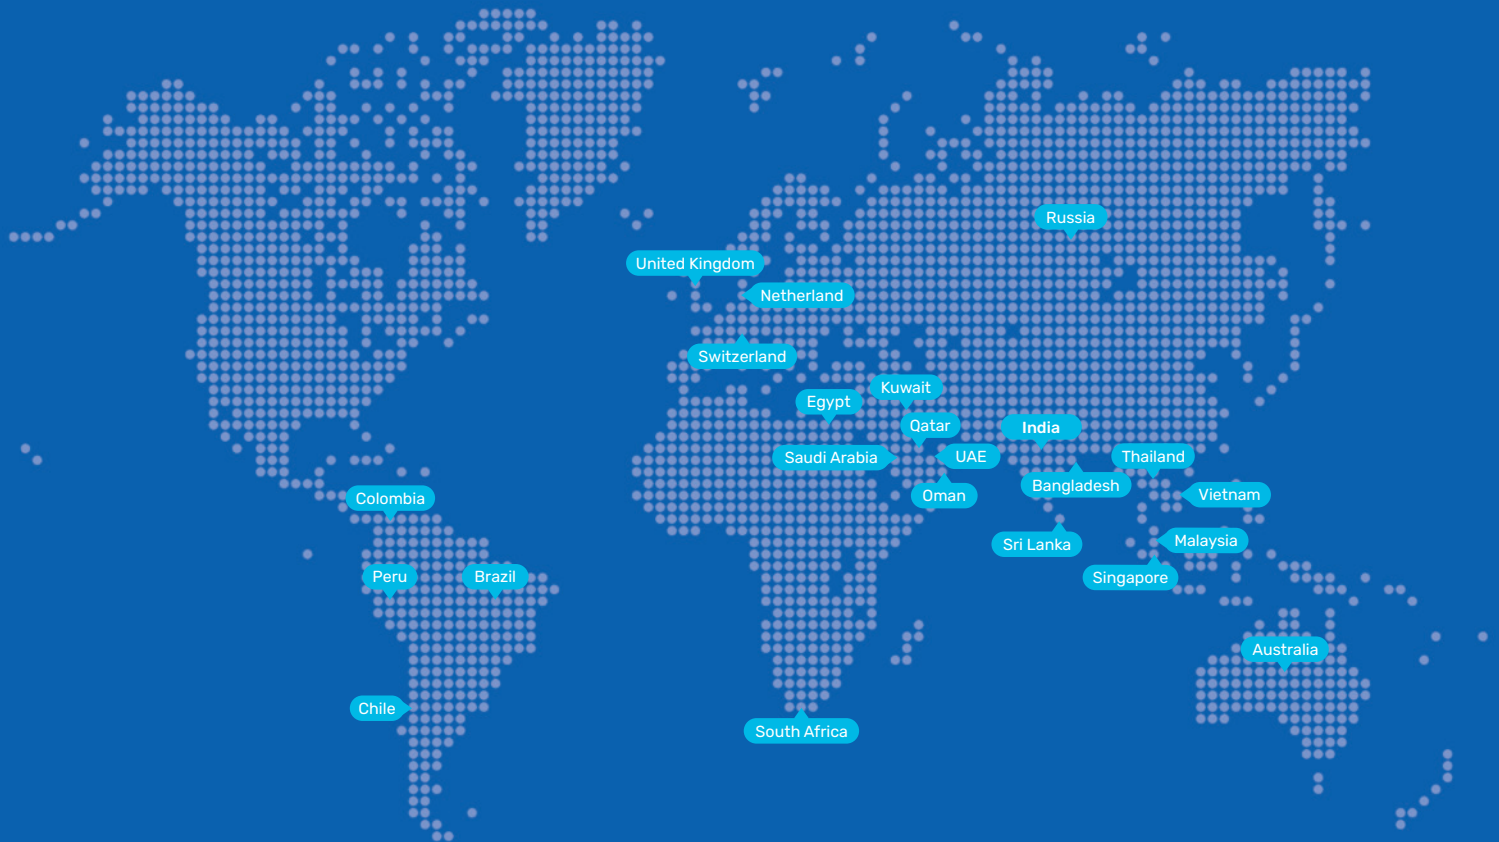 Russia
United Kingdom
Netherland
Switzerland
Kuwait
Egypt
Qatar
India
Saudi Arabia
UAE
Thailand
Bangladesh
Oman
Vietnam
Colombia
Sri Lanka
Malaysia
Peru
Brazil
Singapore
Australia
Chile
South Africa